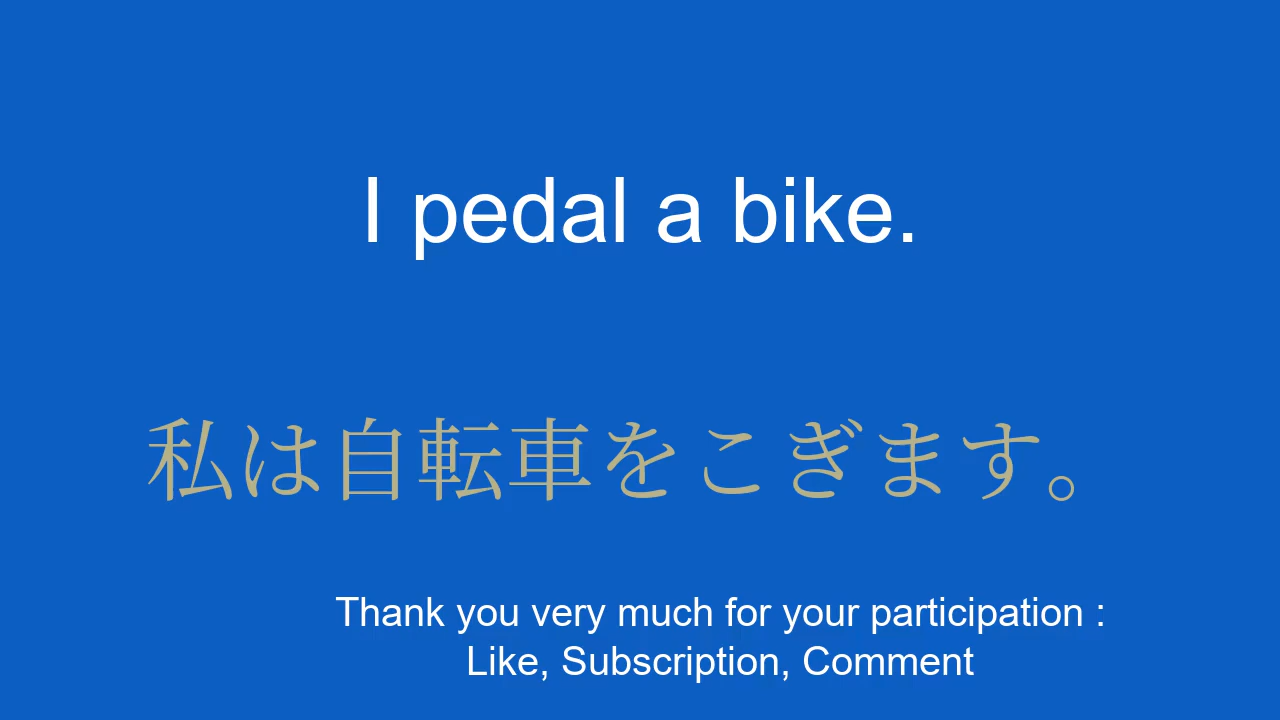 I pedal a bike.
私は自転車をこぎます。
Thank you very much for your participation :
Like, Subscription, Comment